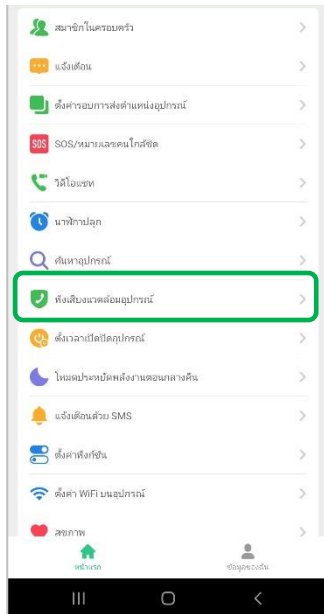 สมาชิกในครอบครัว
แจ้งเตือน
ตั้งค่ารอบการส่งตำแหน่งอุปกรณ์
SOS SOS/หมายเลขคนใกล้ชิด
วิดีโอแชท
นาฬิกาปลุก
ค้นหาอุปกรณ์
ฟังเสียงแวดล้อมอุปกรณ์
ตั้งเวลาเปิดปิดอุปกรณ์
โหมดประหยัดพลังงานตอนกลางคืน
แจ้งเตือนด้วย SMS
ตั้งค่าฟังก์ชัน
ตั้งค่า WiFi บนอุปกรณ์
สุขภาพ
หน้าแรก ข้อมูลของฉัน